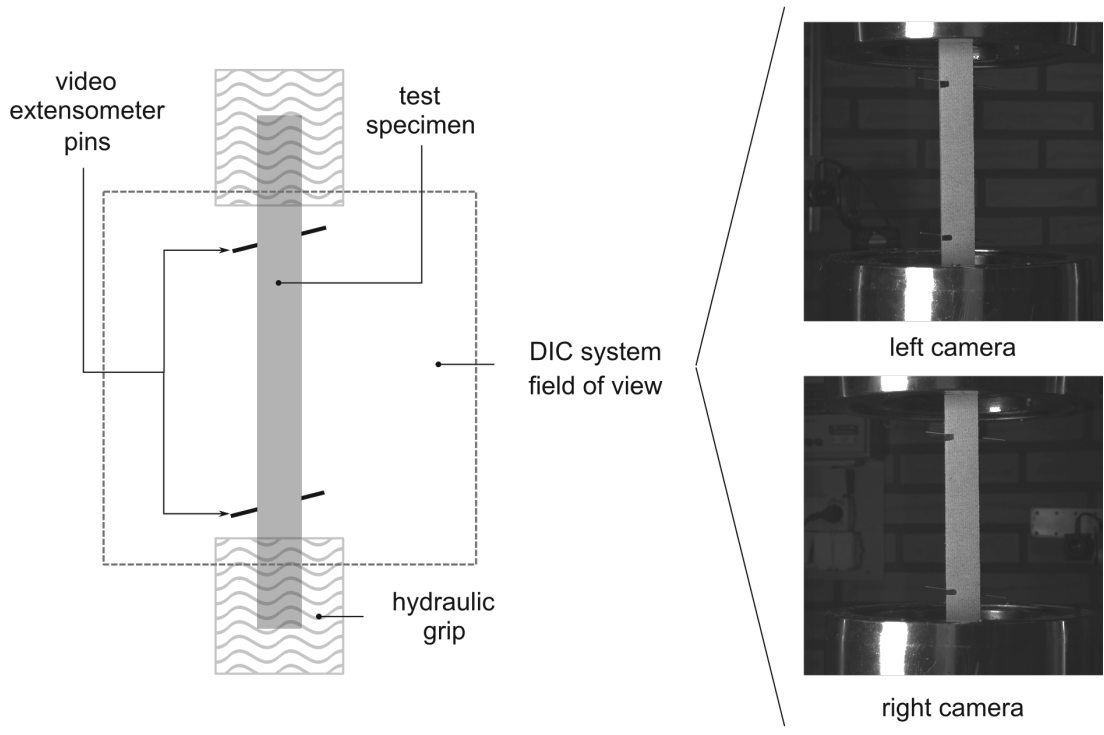 video
extensometer
pins
test
specimen
DIC system
field of view
hydraulic
grip
left camera
right camera